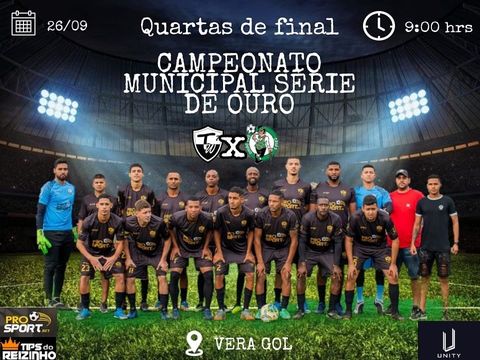 26/09
Quartas de final
9:00 hrs
CAMPEONATO
MUNICIPAL SÉRIE
DE OURO
X
PRO
SPORT.NET
TIPS do
REIZINHO
VERA GOL
U
UNITY